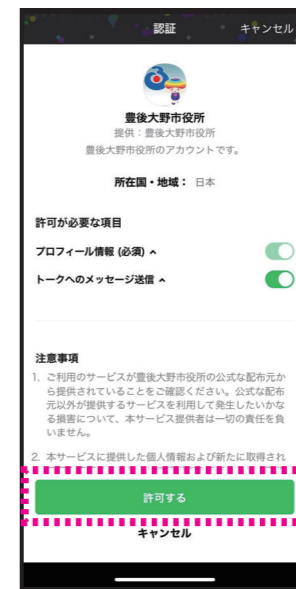 認証
キャンセル
豊後大野市役所
提供：豊後大野市役所
豊後大野市役所のアカウントです。
所在国・地域： 日本
許可が必要な項目
プロフィール情報 (必須) ^
トークへのメッセージ送信 ^
注意事項
1. ご利用のサービスが豊後大野市役所の公式な配布元か
ら提供されていることをご確認ください。公式な配布
元以外が提供するサービスを利用して発生したいかな
る損害について、本サービス提供者は一切の責任を負
いません。
2. 本サービスに提供した個人情報および新たに取得され
許可する
キャンセル